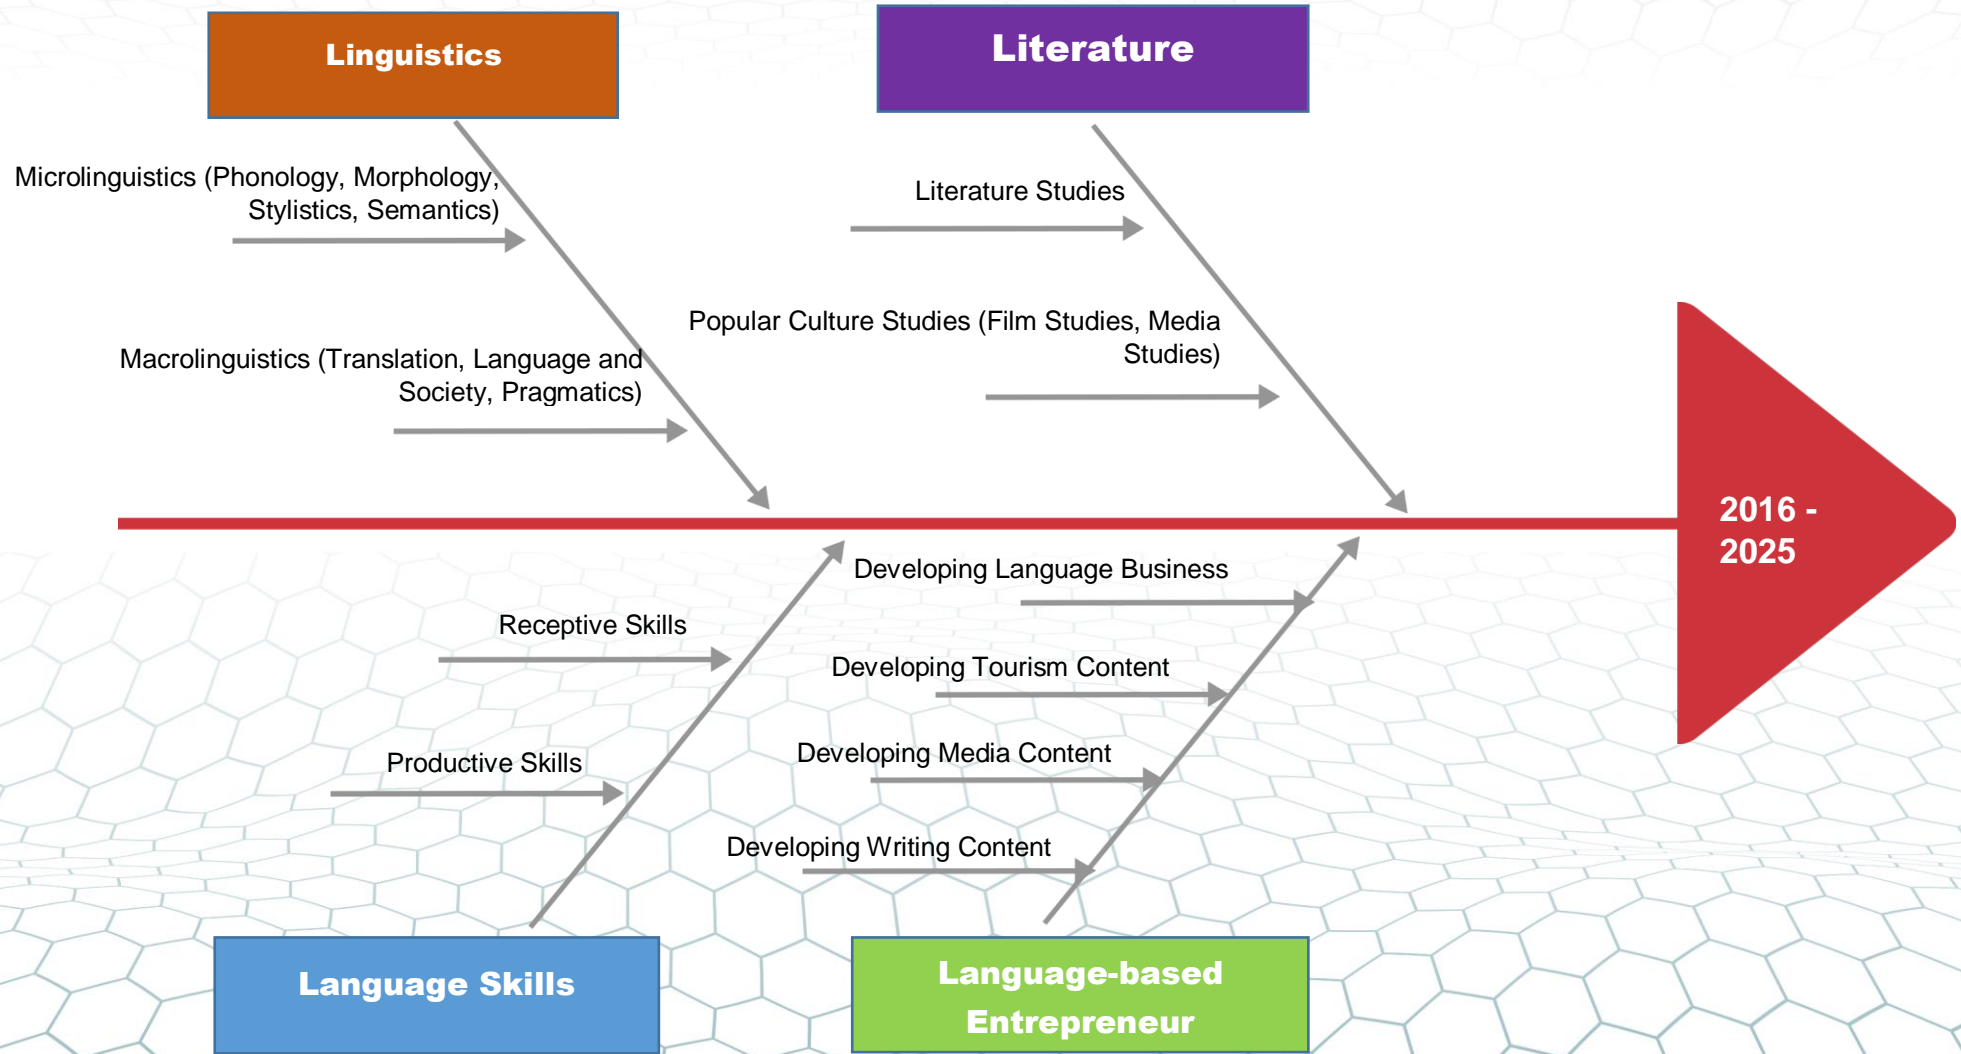 Linguistics
Literature
Microlinguistics (Phonology, Morphology,
Stylistics, Semantics)
Literature Studies
Macrolinguistics (Translation, Language and
Society, Pragmatics)
Popular Culture Studies (Film Studies, Media
Studies)
2016 -
2025
Developing Language Business
Receptive Skills
Developing Tourism Content
Productive Skills
Developing Media Content
Developing Writing Content
Language Skills
Language-based
Entrepreneur